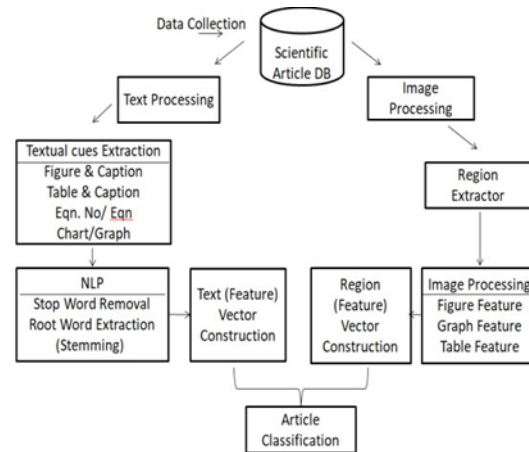 Data Collection
Scientific
Article DB
Text Processing
Image
Processing
Textual cues Extraction
Figure & Caption
Table & Caption
Eqn. No/ Eqn
Chart/Graph
Region
Extractor
NLP
Stop Word Removal
Root Word Extraction
(Stemming)
Text (Feature)
Vector
Construction
Region
(Feature)
Vector
Construction
Image Processing
Figure Feature
Graph Feature
Table Feature
Article
Classification